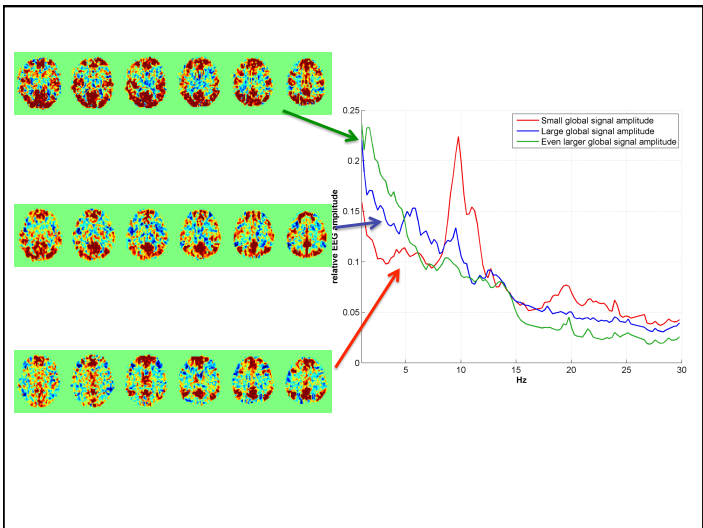 0.25
0.2
0.15
0.1
0.05
0
relative EEG amplitude
Small global signal amplitude
Large global signal amplitude
Even larger global signal amplitude
5
10
15
20
25
30
Hz